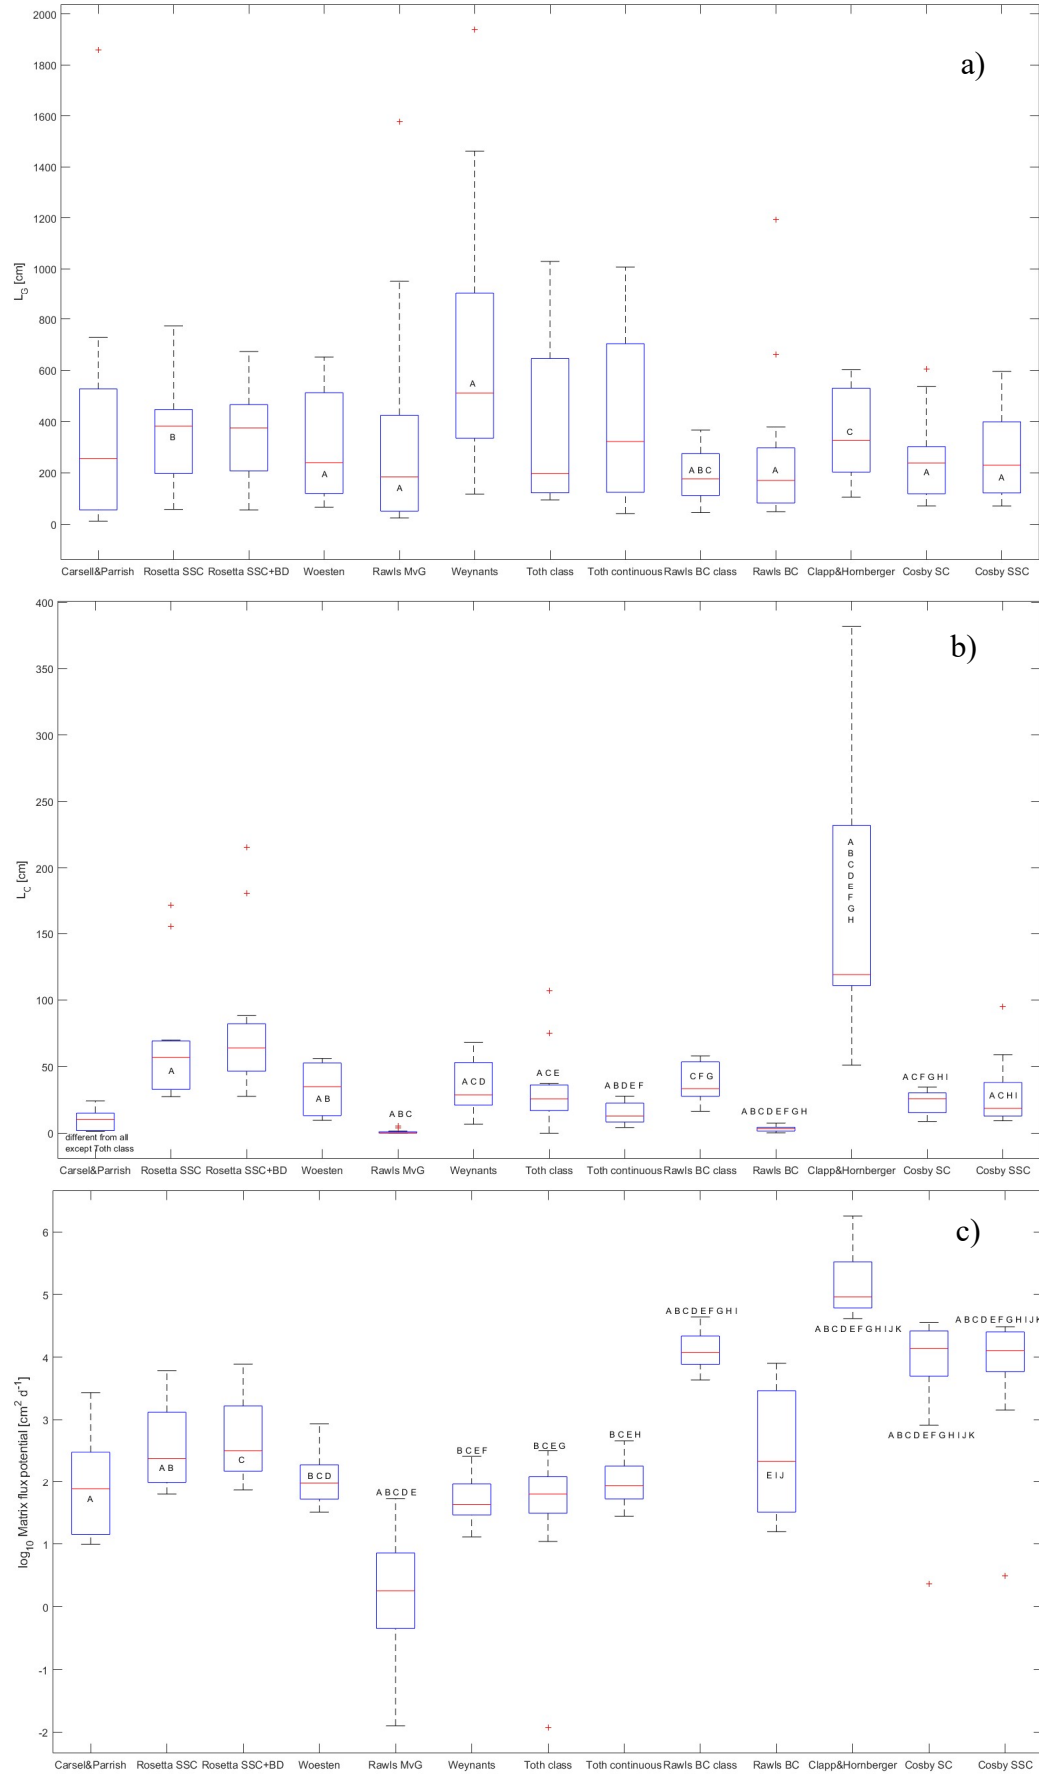 a)
2000
1800
1600
1400
1200
1000
800
600
400
200
0
L_G [cm]
B
A
A
A
A B C
A
C
A
A
Carsell&Parrish Rosetta SSC Rosetta SSC+BD Woesten Rawls MvG Weynants Toth class Toth continuous Rawls BC class Rawls BC Clapp&Hornberger Cosby SC Cosby SSC
b)
400
350
300
250
200
150
100
50
0
L_C [cm]
different from all
except Toth class
A
A B
A B C
A C D
A C E
A B D E F
C F G
A B C D E F G H
A
B
C
D
E
F
G
H
A C F G H I
A C H I
Carsel&Parrish Rosetta SSC Rosetta SSC+BD Woesten Rawls MvG Weynants Toth class Toth continuous Rawls BC class Rawls BC Clapp&Hornberger Cosby SC Cosby SSC
c)
6
5
4
3
2
1
0
-1
-2
log10 Matrix flux potential [cm² d⁻¹]
A
A B
C
B C D
A B C D E
B C E F
B C E G
B C E H
A B C D E F G H I
E I J
A B C D E F G H I J K
A B C D E F G H I J K
A B C D E F G H I J K
Carsel&Parrish Rosetta SSC Rosetta SSC+BD Woesten Rawls MvG Weynants Toth class Toth continuous Rawls BC class Rawls BC Clapp&Hornberger Cosby SC Cosby SSC